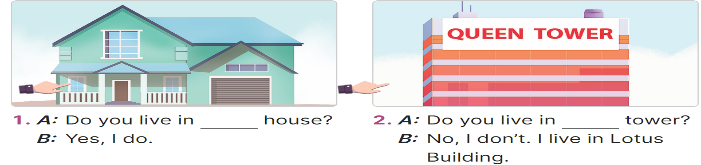 QUEEN TOWER
1. A: Do you live in ______ house?
B: Yes, I do.
2. A: Do you live in ______ tower?
B: No, I don't. I live in Lotus
Building.